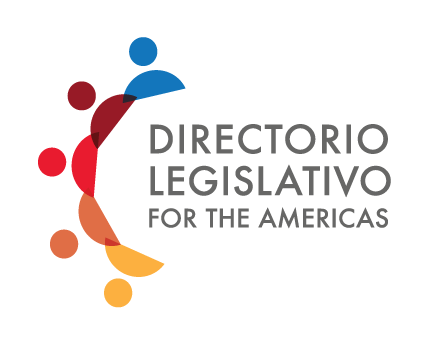 DIRECTORIO
LEGISLATIVO
FOR THE AMERICAS